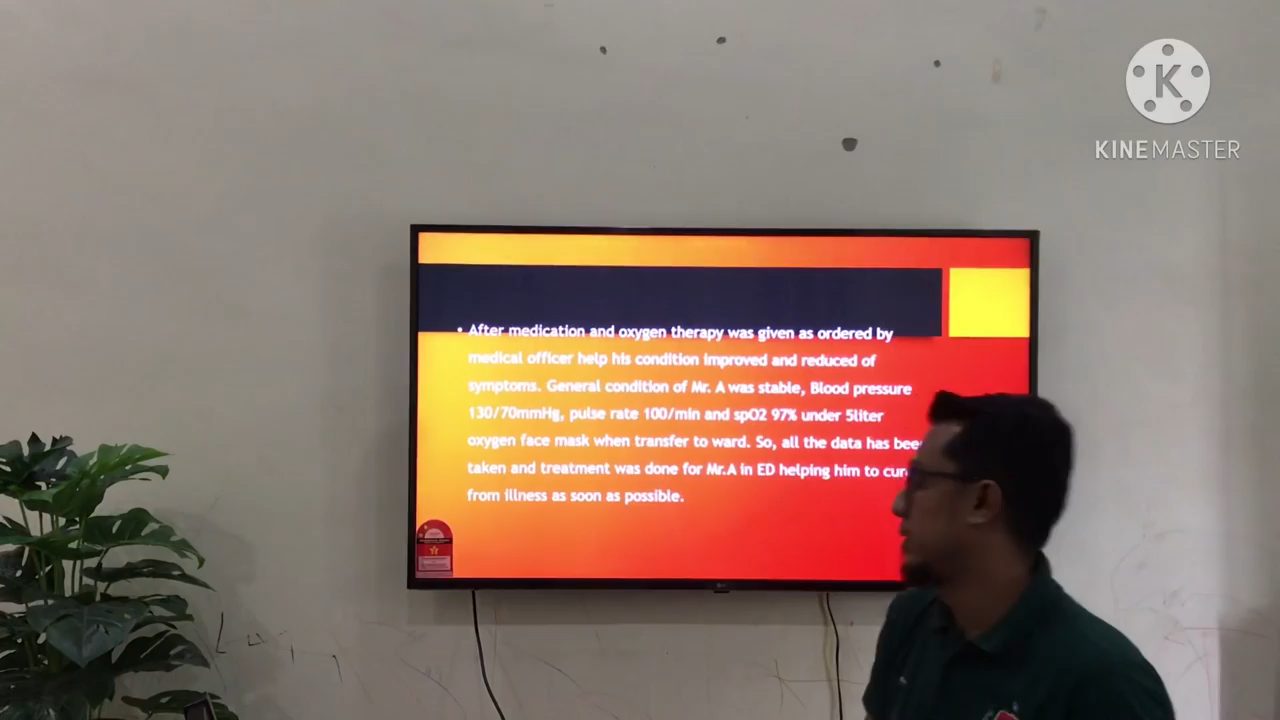 K
KINEMASTER
• After medication and oxygen therapy was given as ordered by
medical officer help his condition improved and reduced of
symptoms. General condition of Mr. A was stable, Blood pressure
130/70mmHg, pulse rate 100/min and spO2 97% under 5liter
oxygen face mask when transfer to ward. So, all the data has
taken and treatment was done for Mr.A in ED helping him to
from illness as soon as possible.